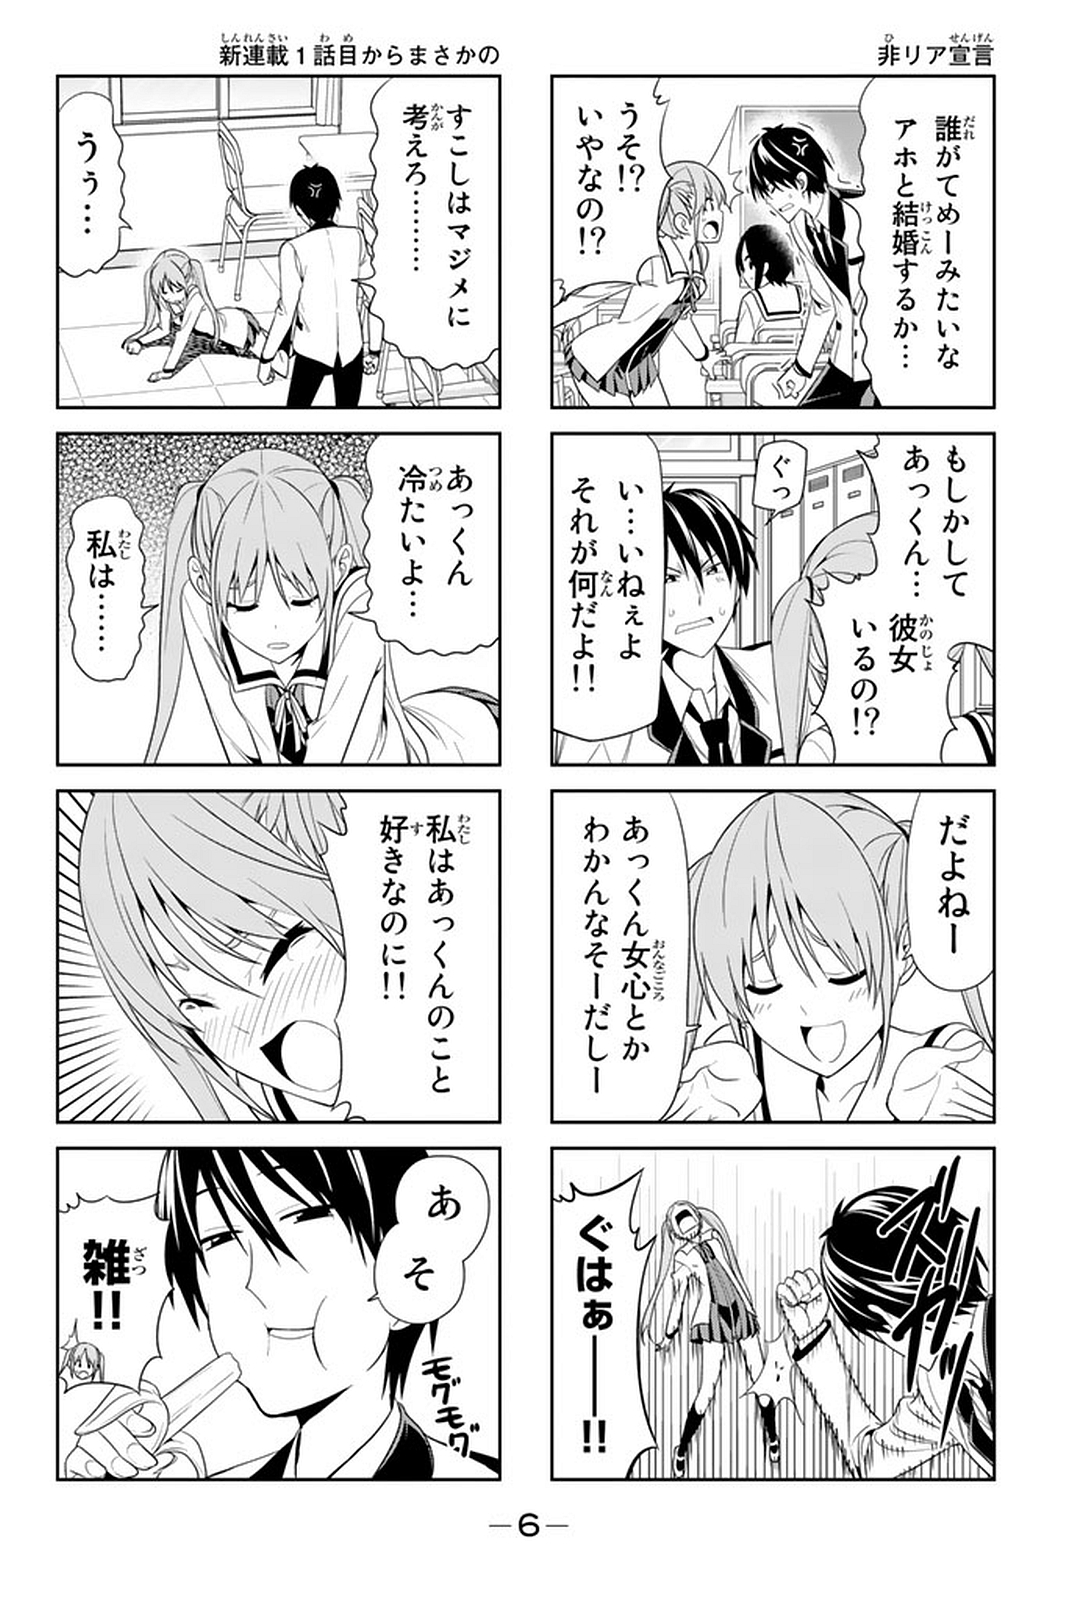 非リア宣言
誰がてめーみたいな
アホと結婚するか…
うそ!?
いやなの!?
もしかして
あっくん…
彼女
いるの!?
ぐっ
い…いねぇよ
それが何だよ!!
だよねー
あっくん女心とか
わかんなそーだしー
ズガガガ
ぐはぁー!!
新連載1話目からまさかの
すこしはマジメに
考えろ………
うぅ…
あっくん
冷たいよ…
私は……
私はあっくんのこと
好きなのに!!
あ
そ
モグモグ
雑!!
—6—